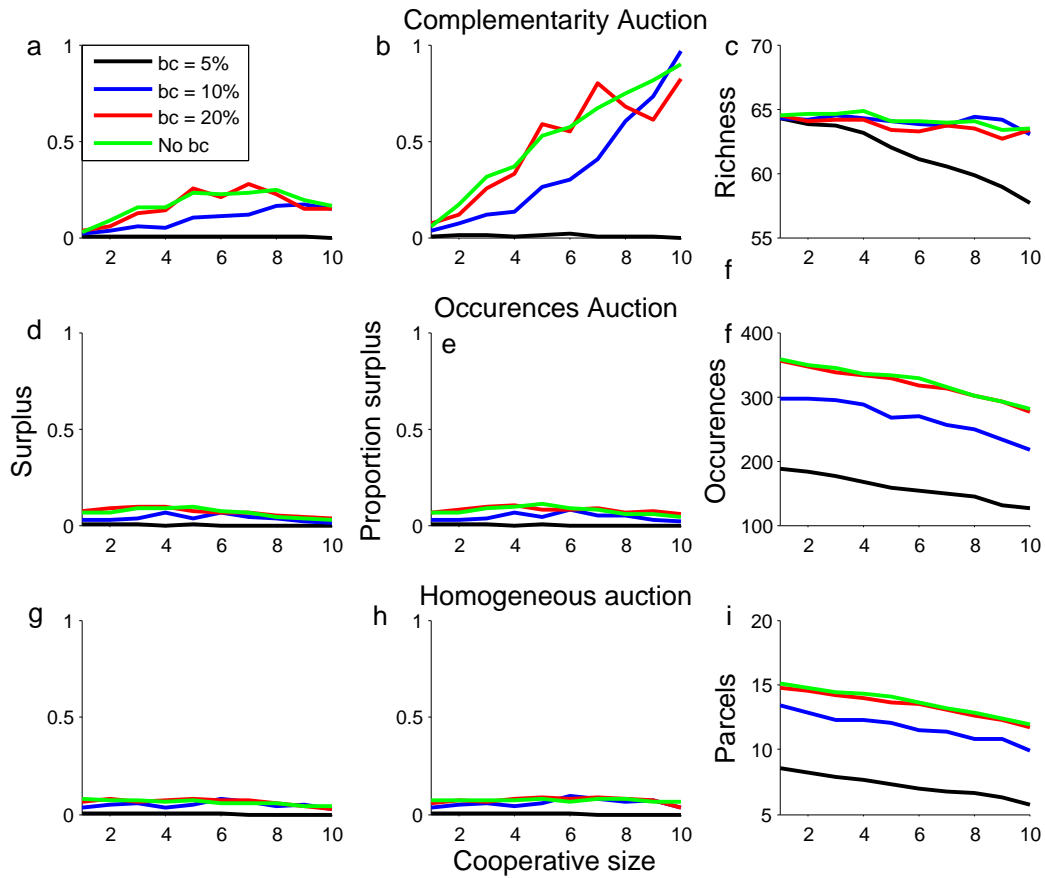 Complementarity Auction
a
b
c
bc = 5%
bc = 10%
bc = 20%
No bc
1
0.5
0
2 4 6 8 10
1
0.5
0
2 4 6 8 10
Richness
70
65
60
55
2 4 6 8 10
f
Occurences Auction
d
e
f
Surplus
1
0.5
0
2 4 6 8 10
Proportion surplus
1
0.5
0
2 4 6 8 10
Occurences
400
300
200
100
2 4 6 8 10
Homogeneous auction
g
h
i
1
0.5
0
2 4 6 8 10
1
0.5
0
2 4 6 8 10
Parcels
20
15
10
5
2 4 6 8 10
Cooperative size